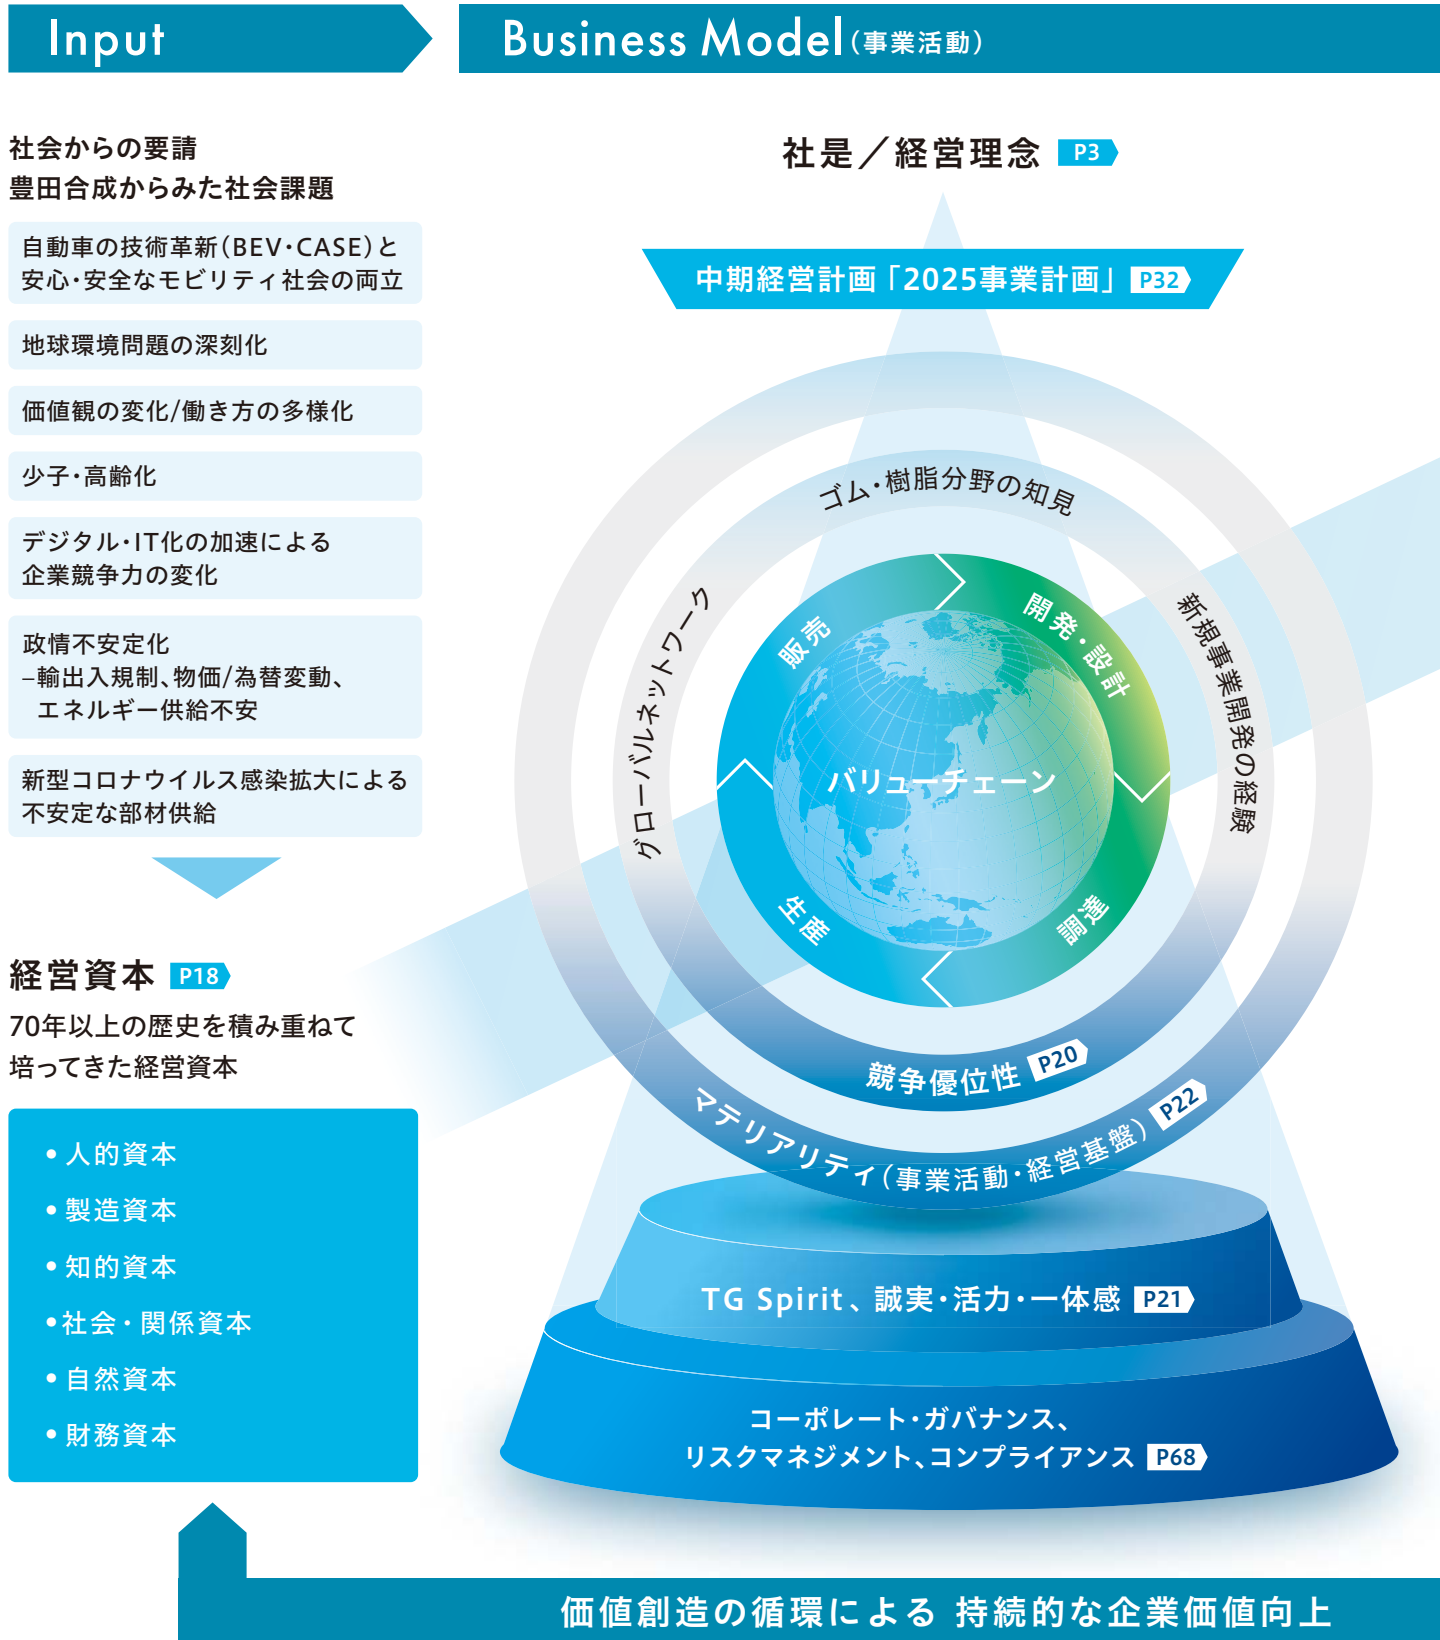 Input
Business Model（事業活動）
社会からの要請
豊田合成からみた社会課題
自動車の技術革新（BEV・CASE）と
安心・安全なモビリティ社会の両立
地球環境問題の深刻化
価値観の変化/働き方の多様化
少子・高齢化
デジタル・IT化の加速による
企業競争力の変化
政情不安定化
–輸出入規制、物価/為替変動、
エネルギー供給不安
新型コロナウイルス感染拡大による
不安定な部材供給
経営資本 P18
70年以上の歴史を積み重ねて
培ってきた経営資本
•人的資本
•製造資本
•知的資本
•社会・関係資本
•自然資本
•財務資本
社是／経営理念 P3
中期経営計画「2025事業計画」 P32
ゴム・樹脂分野の知見
グローバルネットワーク
新規事業開発の経験
販売
開発・設計
バリューチェーン
生産
調達
競争優位性 P20
マテリアリティ（事業活動・経営基盤） P22
TG Spirit、誠実・活力・一体感 P21
コーポレート・ガバナンス、
リスクマネジメント、コンプライアンス P68
価値創造の循環による 持続的な企業価値向上